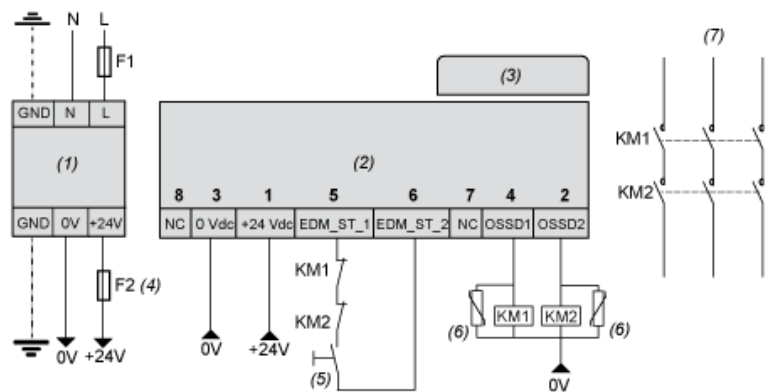 N L
F1
(7)
(3)
GND N L
(1)
(2)
KM1
KM2
8 3 1 5 6 7 4 2
GND 0V +24V
NC 0 Vdc +24 Vdc EDM_ST_1 EDM_ST_2 NC OSSD1 OSSD2
F2 (4)
KM1
KM2
KM1 KM2
(6) (6)
0V +24V
0V +24V
(5)
0V